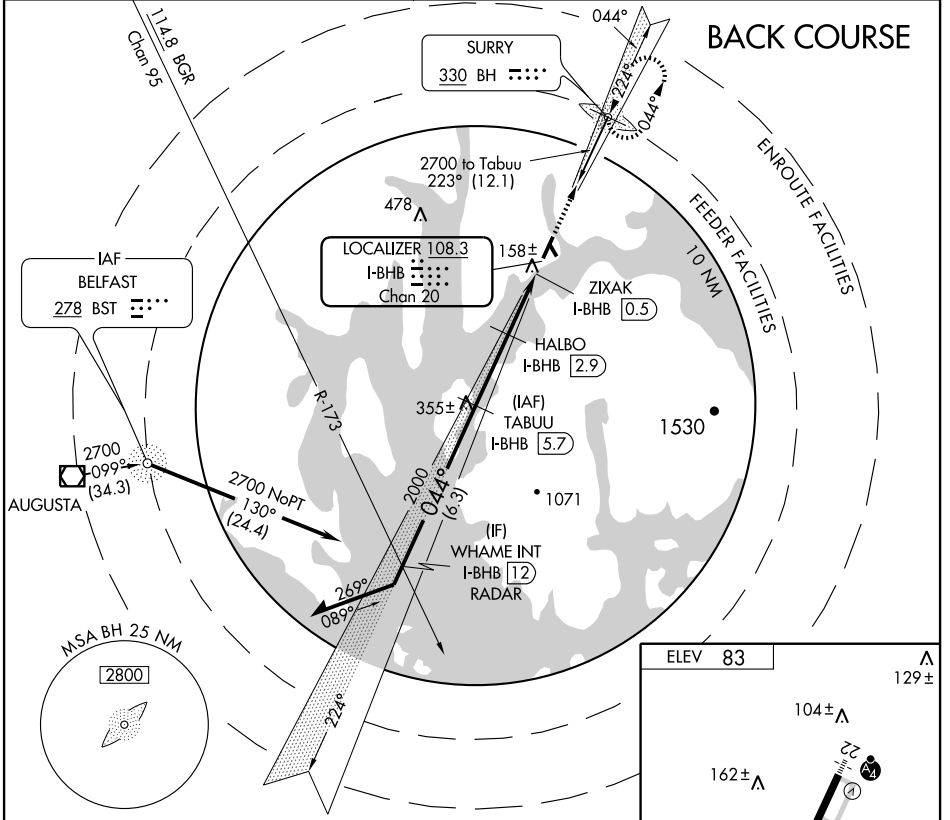 BACK COURSE
114.8 BGR
Chan 95
044°
SURRY
330 BH
224°
044°
ENROUTE FACILITIES
FEEDER FACILITIES
10 NM
2700 to Tabuu
223° (12.1)
478
158±
LOCALIZER 108.3
I-BHB
Chan 20
IAF
BELFAST
278 BST
ZIXAK
I-BHB 0.5
HALBO
I-BHB 2.9
R-173
355±
(IAF)
TABUU
I-BHB 5.7
1530
2700
099°
(34.3)
AUGUSTA
2700 NoPT
130°
(24.4)
2000
044°
(6.3)
1071
(IF)
WHAME INT
I-BHB 12
RADAR
269°
089°
224°
MSA BH 25 NM
2800
ELEV 83
129±
104±
162±
22
A4